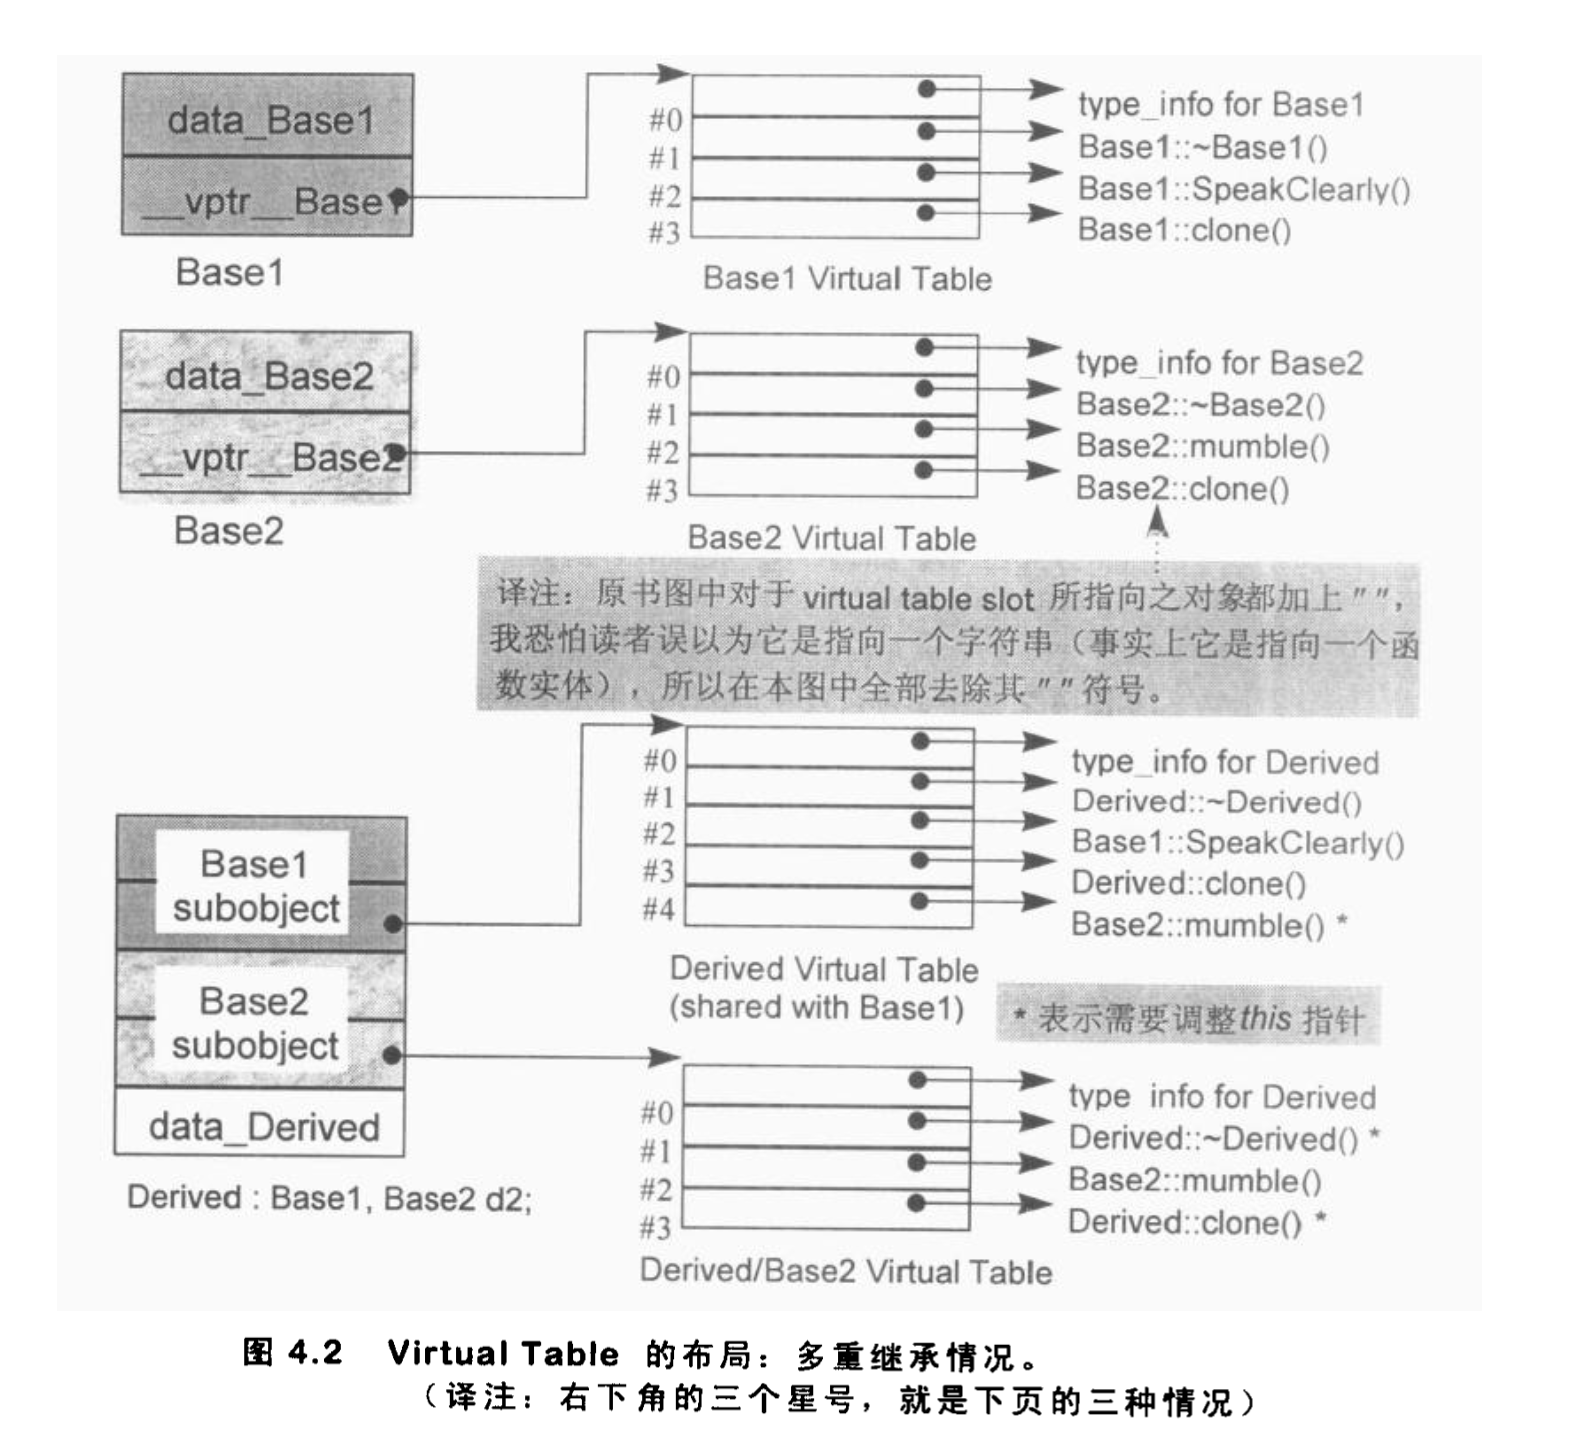 data_Base1
__vptr__Base1
Base1
#0
#1
#2
#3
Base1 Virtual Table
type_info for Base1
Base1::~Base1()
Base1::SpeakClearly()
Base1::clone()
data_Base2
__vptr__Base2
Base2
#0
#1
#2
#3
Base2 Virtual Table
type_info for Base2
Base2::~Base2()
Base2::mumble()
Base2::clone()
译注：原书图中对于 virtual table slot 所指向之对象都加上 " "，
我恐怕读者误以为它是指向一个字符串（事实上它是指向一个函
数实体），所以在本图中全部去除其 " " 符号。
Base1
subobject
Base2
subobject
data_Derived
Derived : Base1, Base2 d2;
#0
#1
#2
#3
#4
Derived Virtual Table
(shared with Base1)
type_info for Derived
Derived::~Derived()
Base1::SpeakClearly()
Derived::clone()
Base2::mumble() *
* 表示需要调整this 指针
#0
#1
#2
#3
Derived/Base2 Virtual Table
type info for Derived
Derived::~Derived() *
Base2::mumble()
Derived::clone() *
图 4.2 Virtual Table 的布局：多重继承情况。
（译注：右下角的三个星号，就是下页的三种情况）